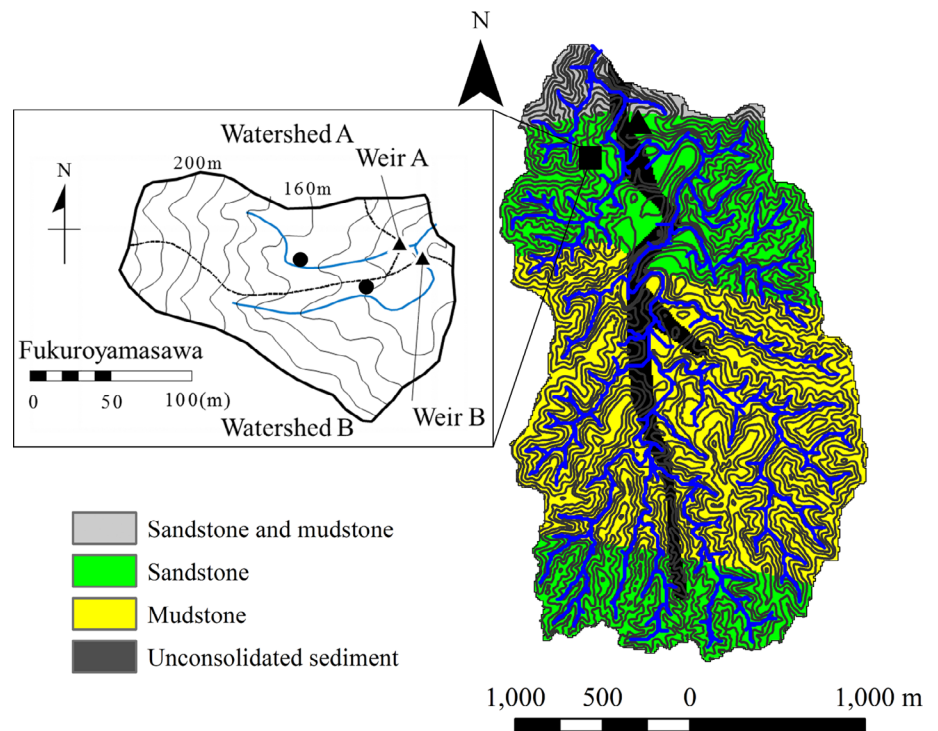 N
Watershed A
Weir A
200m
N
160m
Fukuroyamasawa
0 50 100(m)
Watershed B
Weir B
Sandstone and mudstone
Sandstone
Mudstone
Unconsolidated sediment
1,000 500 0 1,000 m